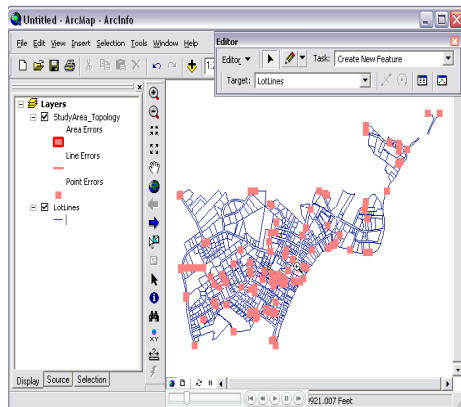 Untitled - ArcMap - ArcInfo
File Edit View Insert Selection Tools Window Help
Editor
Editor Task: Create New Feature
Target: LotLines
Layers
StudyArea_Topology
Area Errors
Line Errors
Point Errors
LotLines
XY
Display Source Selection
921.007 Feet